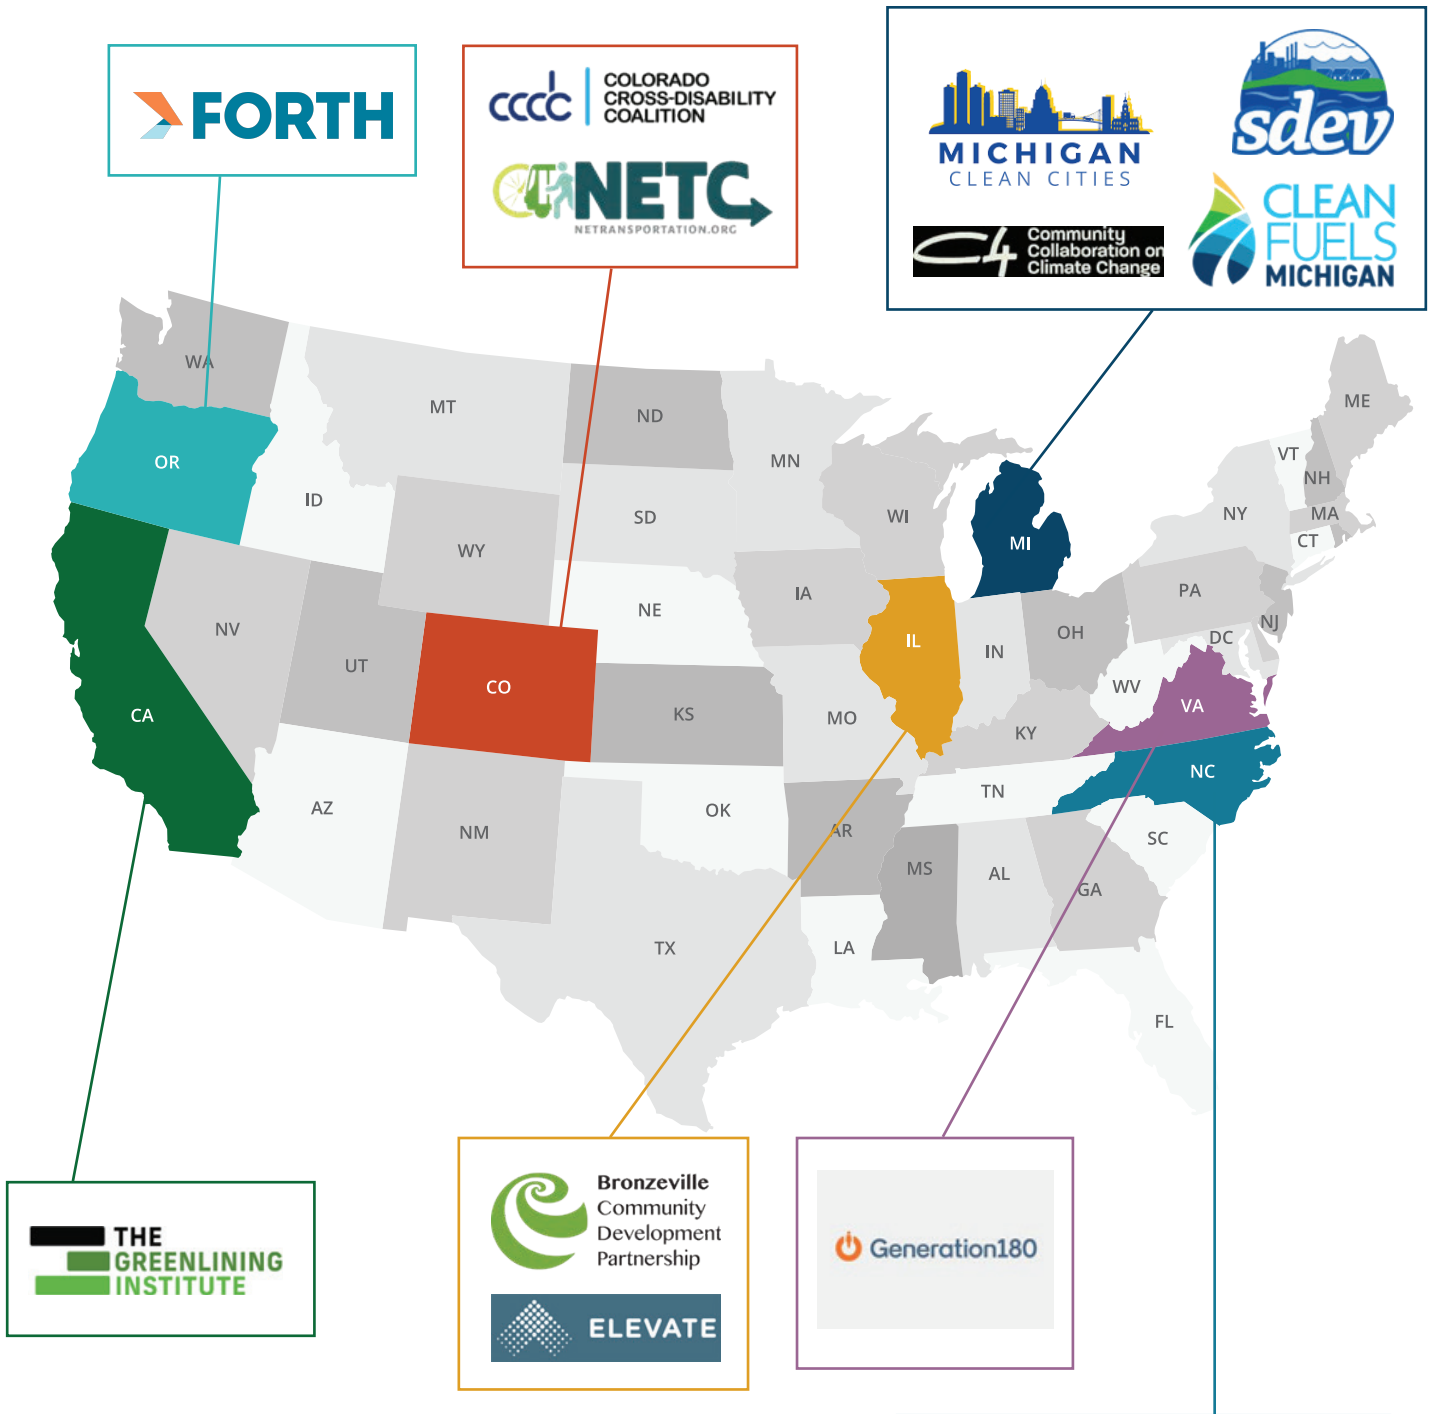 FORTH
cccdc
COLORADO
CROSS-DISABILITY
COALITION
NETC
NETRANSPORTATION.ORG
MICHIGAN
CLEAN CITIES
sdev
C4
Community
Collaboration on
Climate Change
CLEAN
FUELS
MICHIGAN
WA
OR
ID
MT
ND
MN
WI
MI
ME
VT
NH
MA
CT
NY
SD
WY
NE
IA
IL
IN
OH
PA
NJ
DC
NV
UT
CO
KS
MO
KY
WV
VA
CA
AZ
NM
OK
AR
TN
NC
SC
MS
AL
GA
TX
LA
FL
THE
GREENLINING
INSTITUTE
Bronzeville
Community
Development
Partnership
ELEVATE
Generation180